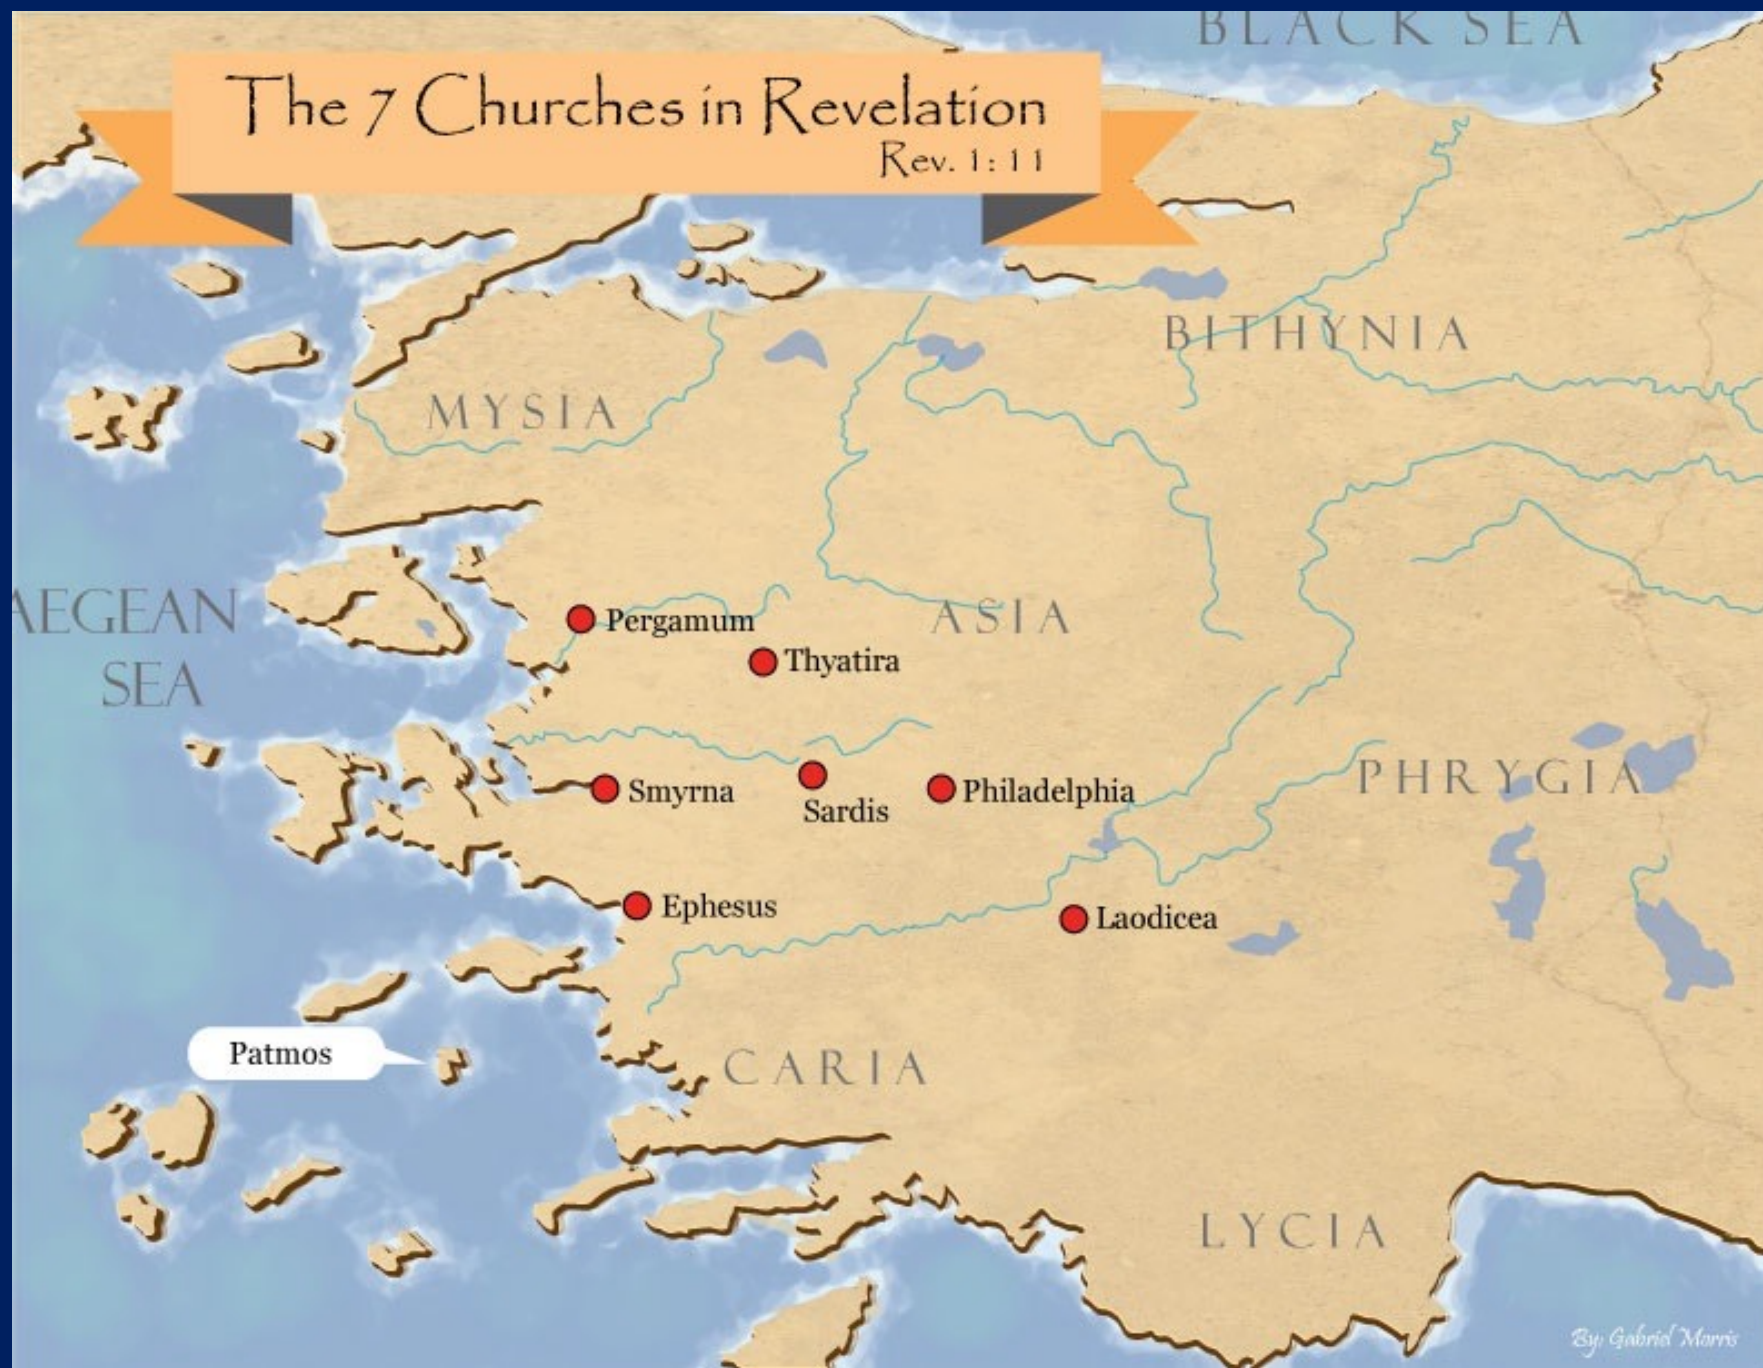 BLACK SEA
The 7 Churches in Revelation
Rev. 1:11
BITHYNIA
MYSIA
AEGEAN
SEA
Pergamum
ASIA
Thyatira
PHRYGIA
Smyrna
Sardis
Philadelphia
Ephesus
Laodicea
Patmos
CARIA
LYCIA
By: Gabriel Morris